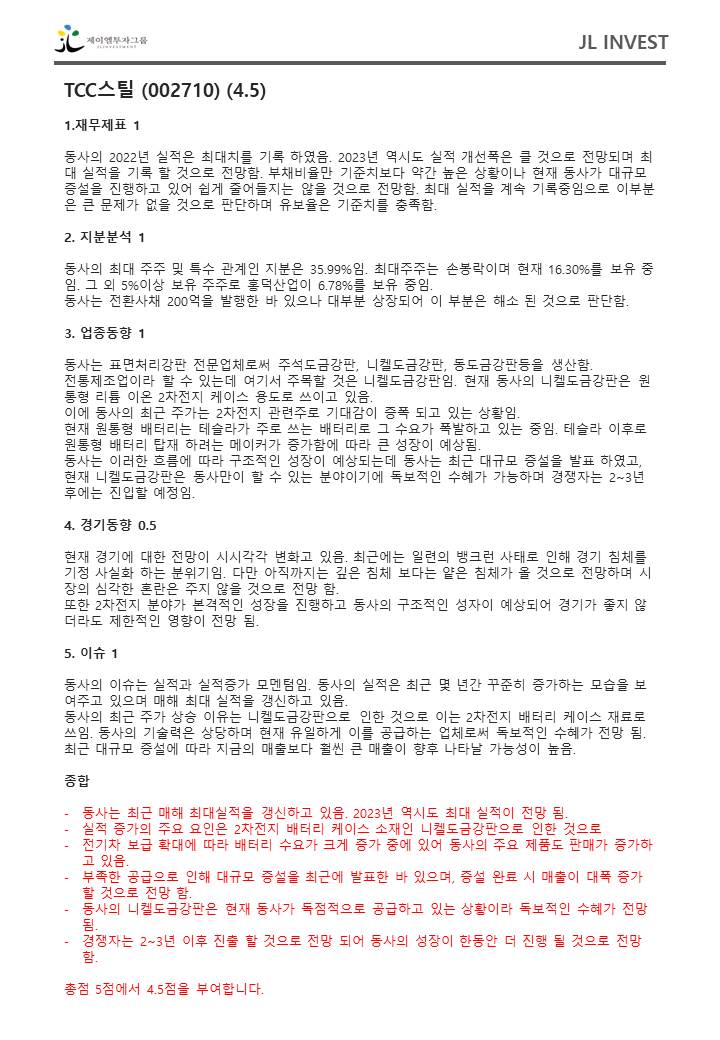 제이엘투자그룹
JLINVESTMENT
JL INVEST
TCC스틸 (002710) (4.5)
1.재무제표 1
동사의 2022년 실적은 최대치를 기록 하였음. 2023년 역시도 실적 개선폭은 클 것으로 전망되며 최
대 실적을 기록 할 것으로 전망함. 부채비율만 기준치보다 약간 높은 상황이나 현재 동사가 대규모
증설을 진행하고 있어 쉽게 줄어들지는 않을 것으로 전망함. 최대 실적을 계속 기록중임으로 이부분
은 큰 문제가 없을 것으로 판단하며 유보율은 기준치를 충족함.
2. 지분분석 1
동사의 최대 주주 및 특수 관계인 지분은 35.99%임. 최대주주는 손봉락이며 현재 16.30%를 보유 중
임. 그 외 5%이상 보유 주주로 홍덕산업이 6.78%를 보유 중임.
동사는 전환사채 200억을 발행한 바 있으나 대부분 상장되어 이 부분은 해소 된 것으로 판단함.
3. 업종동향 1
동사는 표면처리강판 전문업체로써 주석도금강판, 니켈도금강판, 동도금강판등을 생산함.
전통제조업이라 할 수 있는데 여기서 주목할 것은 니켈도금강판임. 현재 동사의 니켈도금강판은 원
통형 리튬 이온 2차전지 케이스 용도로 쓰이고 있음.
이에 동사의 최근 주가는 2차전지 관련주로 기대감이 증폭 되고 있는 상황임.
현재 원통형 배터리는 테슬라가 주로 쓰는 배터리로 그 수요가 폭발하고 있는 중임. 테슬라 이후로
원통형 배터리 탑재 하려는 메이커가 증가함에 따라 큰 성장이 예상됨.
동사는 이러한 흐름에 따라 구조적인 성장이 예상되는데 동사는 최근 대규모 증설을 발표 하였고,
현재 니켈도금강판은 동사만이 할 수 있는 분야이기에 독보적인 수혜가 가능하며 경쟁자는 2~3년
후에는 진입할 예정임.
4. 경기동향 0.5
현재 경기에 대한 전망이 시시각각 변화고 있음. 최근에는 일련의 뱅크런 사태로 인해 경기 침체를
기정 사실화 하는 분위기임. 다만 아직까지는 깊은 침체 보다는 얕은 침체가 올 것으로 전망하며 시
장의 심각한 혼란은 주지 않을 것으로 전망 함.
또한 2차전지 분야가 본격적인 성장을 진행하고 동사의 구조적인 성자이 예상되어 경기가 좋지 않
더라도 제한적인 영향이 전망 됨.
5. 이슈 1
동사의 이슈는 실적과 실적증가 모멘텀임. 동사의 실적은 최근 몇 년간 꾸준히 증가하는 모습을 보
여주고 있으며 매해 최대 실적을 갱신하고 있음.
동사의 최근 주가 상승 이유는 니켈도금강판으로 인한 것으로 이는 2차전지 배터리 케이스 재료로
쓰임. 동사의 기술력은 상당하며 현재 유일하게 이를 공급하는 업체로써 독보적인 수혜가 전망 됨.
최근 대규모 증설에 따라 지금의 매출보다 훨씬 큰 매출이 향후 나타날 가능성이 높음.
종합
- 동사는 최근 매해 최대실적을 갱신하고 있음. 2023년 역시도 최대 실적이 전망 됨.
- 실적 증가의 주요 요인은 2차전지 배터리 케이스 소재인 니켈도금강판으로 인한 것으로
- 전기차 보급 확대에 따라 배터리 수요가 크게 증가 중에 있어 동사의 주요 제품도 판매가 증가하
고 있음.
- 부족한 공급으로 인해 대규모 증설을 최근에 발표한 바 있으며, 증설 완료 시 매출이 대폭 증가
할 것으로 전망 함.
- 동사의 니켈도금강판은 현재 동사가 독점적으로 공급하고 있는 상황이라 독보적인 수혜가 전망
됨.
- 경쟁자는 2~3년 이후 진출 할 것으로 전망 되어 동사의 성장이 한동안 더 진행 될 것으로 전망
함.
총점 5점에서 4.5점을 부여합니다.